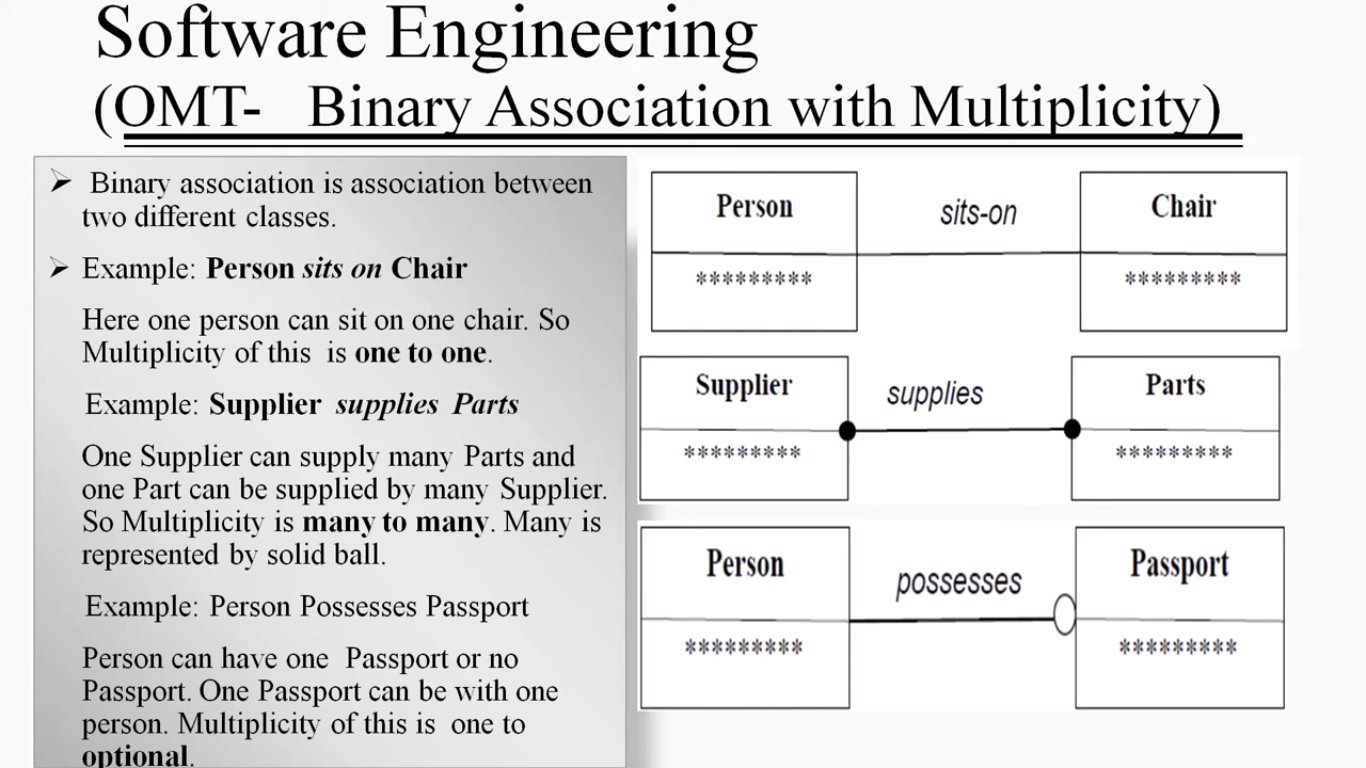 Software Engineering
(OMT- Binary Association with Multiplicity)
➢ Binary association is association between
two different classes.
➢ Example: Person sits on Chair
Here one person can sit on one chair. So
Multiplicity of this is one to one.
Example: Supplier supplies Parts
One Supplier can supply many Parts and
one Part can be supplied by many Supplier.
So Multiplicity is many to many. Many is
represented by solid ball.
Example: Person Possesses Passport
Person can have one Passport or no
Passport. One Passport can be with one
person. Multiplicity of this is one to
optional.
Person
sits-on
Chair
*********
*********
Supplier
supplies
Parts
*********
*********
Person
possesses
Passport
*********
*********